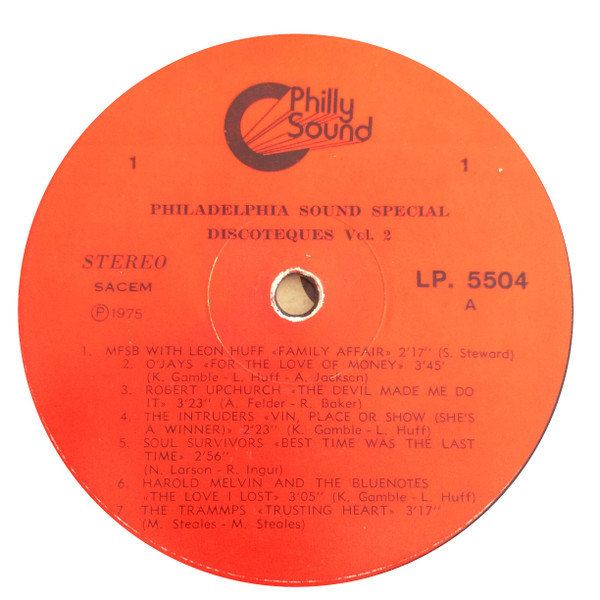 Philly
Sound
1
1
PHILADELPHIA SOUND SPECIAL
DISCOTEQUES Vol. 2
STEREO
SACEM
Ⓟ1975
LP. 5504
A
1. MFSB WITH LEON HUFF «FAMILY AFFAIR» 2'17" (S. Steward)
2. O'JAYS «FOR THE LOVE OF MONEY» 3'45'
(K. Gamble - L. Huff - A. Jackson)
3. ROBERT UPCHURCH «THE DEVIL MADE ME DO
IT» 3'23" (A. Felder - R. Baker)
4. THE INTRUDERS «VIN, PLACE OR SHOW (SHE'S
A WINNER)» 2'23" (K. Gamble - L. Huff)
5. SOUL SURVIVORS «BEST TIME WAS THE LAST
TIME» 2'56"
(N. Larson - R. Ingui)
6. HAROLD MELVIN AND THE BLUENOTES
«THE LOVE I LOST» 3'05" (K. Gamble - L. Huff)
7. THE TRAMMPS «TRUSTING HEART» 3'17"
(M. Steales - M. Steales)